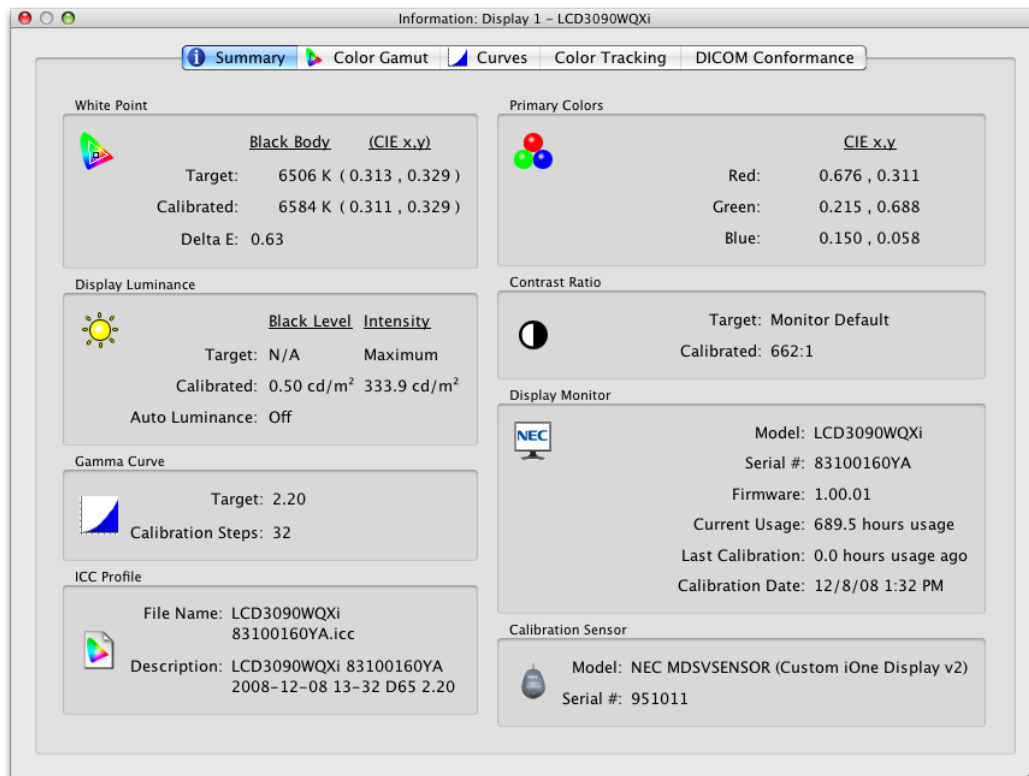 Information: Display 1 – LCD3090WQXi
Summary Color Gamut Curves Color Tracking DICOM Conformance
White Point
Black Body (CIE x,y)
Target: 6506 K ( 0.313 , 0.329 )
Calibrated: 6584 K ( 0.311 , 0.329 )
Delta E: 0.63
Display Luminance
Black Level Intensity
Target: N/A Maximum
Calibrated: 0.50 cd/m² 333.9 cd/m²
Auto Luminance: Off
Gamma Curve
Target: 2.20
Calibration Steps: 32
ICC Profile
File Name: LCD3090WQXi
83100160YA.icc
Description: LCD3090WQXi 83100160YA
2008-12-08 13-32 D65 2.20
Primary Colors
CIE x,y
Red: 0.676 , 0.311
Green: 0.215 , 0.688
Blue: 0.150 , 0.058
Contrast Ratio
Target: Monitor Default
Calibrated: 662:1
Display Monitor
NEC
Model: LCD3090WQXi
Serial #: 83100160YA
Firmware: 1.00.01
Current Usage: 689.5 hours usage
Last Calibration: 0.0 hours usage ago
Calibration Date: 12/8/08 1:32 PM
Calibration Sensor
Model: NEC MDSVSENSOR (Custom iOne Display v2)
Serial #: 951011